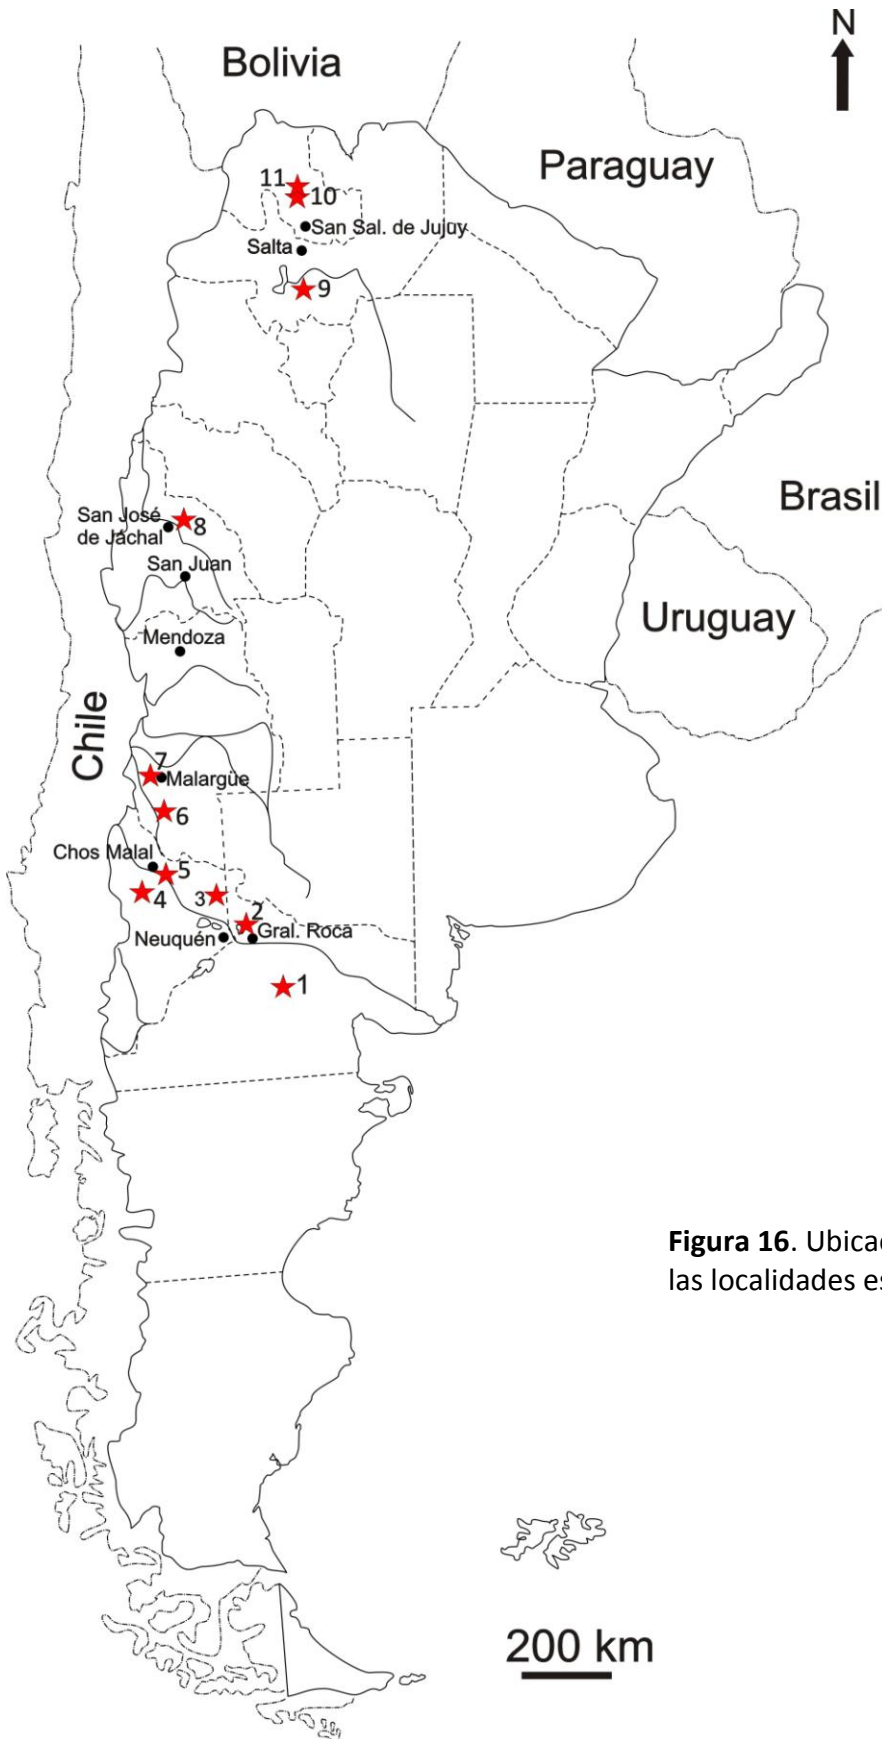 N
Bolivia
Paraguay
11
10
San Sal. de Jujuy
Salta
9
Brasil
San José
de Jáchal
8
San Juan
Uruguay
Mendoza
Chile
7
Malargüe
6
Chos Malal
5
4
3
2
Gral. Roca
Neuquén
1
Figura 16. Ubicac
las localidades es
200 km